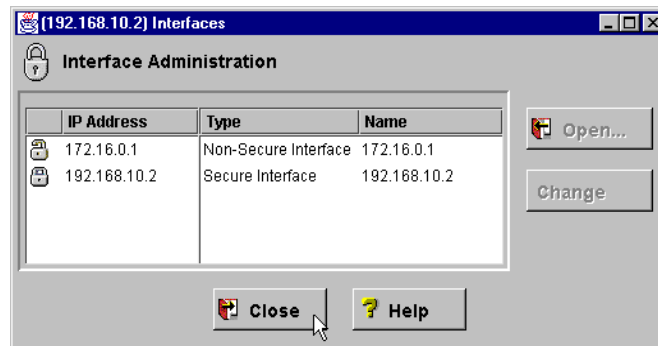 (192.168.10.2) Interfaces
Interface Administration
IP Address Type Name
172.16.0.1 Non-Secure Interface 172.16.0.1
192.168.10.2 Secure Interface 192.168.10.2
Open...
Change
Close ? Help